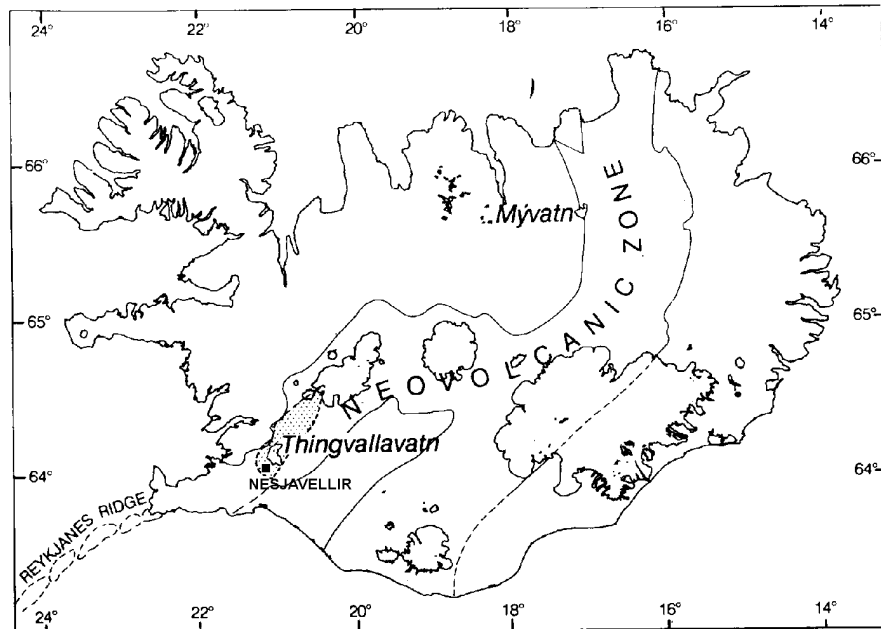 24° 22° 20° 18° 16° 14°
66° 66°
Mývatn
65° 65°
NEOVOLCANIC ZONE
Thingvallavatn
64° 64°
NESJAVELLIR
REYKJANES RIDGE
24° 22° 20° 18° 16° 14°